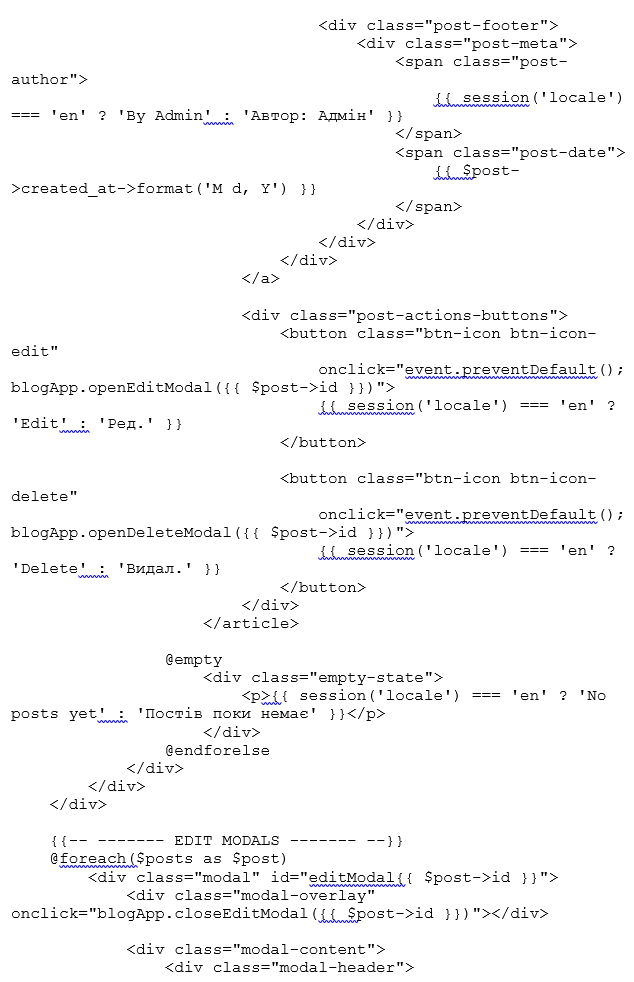 <div class="post-footer">
<div class="post-meta">
<span class="post-
author">
{{ session('locale')
=== 'en' ? 'By Admin' : 'Автор: Адмін' }}
</span>
<span class="post-date">
{{ $post-
>created_at->format('M d, Y') }}
</span>
</div>
</div>
</div>
</a>
<div class="post-actions-buttons">
<button class="btn-icon btn-icon-
edit"
onclick="event.preventDefault();
blogApp.openEditModal({{ $post->id }})">
{{ session('locale') === 'en' ?
'Edit' : 'Ред.' }}
</button>
<button class="btn-icon btn-icon-
delete"
onclick="event.preventDefault();
blogApp.openDeleteModal({{ $post->id }})">
{{ session('locale') === 'en' ?
'Delete' : 'Видал.' }}
</button>
</div>
</article>
@empty
<div class="empty-state">
<p>{{ session('locale') === 'en' ? 'No
posts yet' : 'Постів поки немає' }}</p>
</div>
@endforelse
</div>
</div>
</div>
{{-- ------- EDIT MODALS ------- --}}
@foreach($posts as $post)
<div class="modal" id="editModal{{ $post->id }}">
<div class="modal-overlay"
onclick="blogApp.closeEditModal({{ $post->id }})"></div>
<div class="modal-content">
<div class="modal-header">